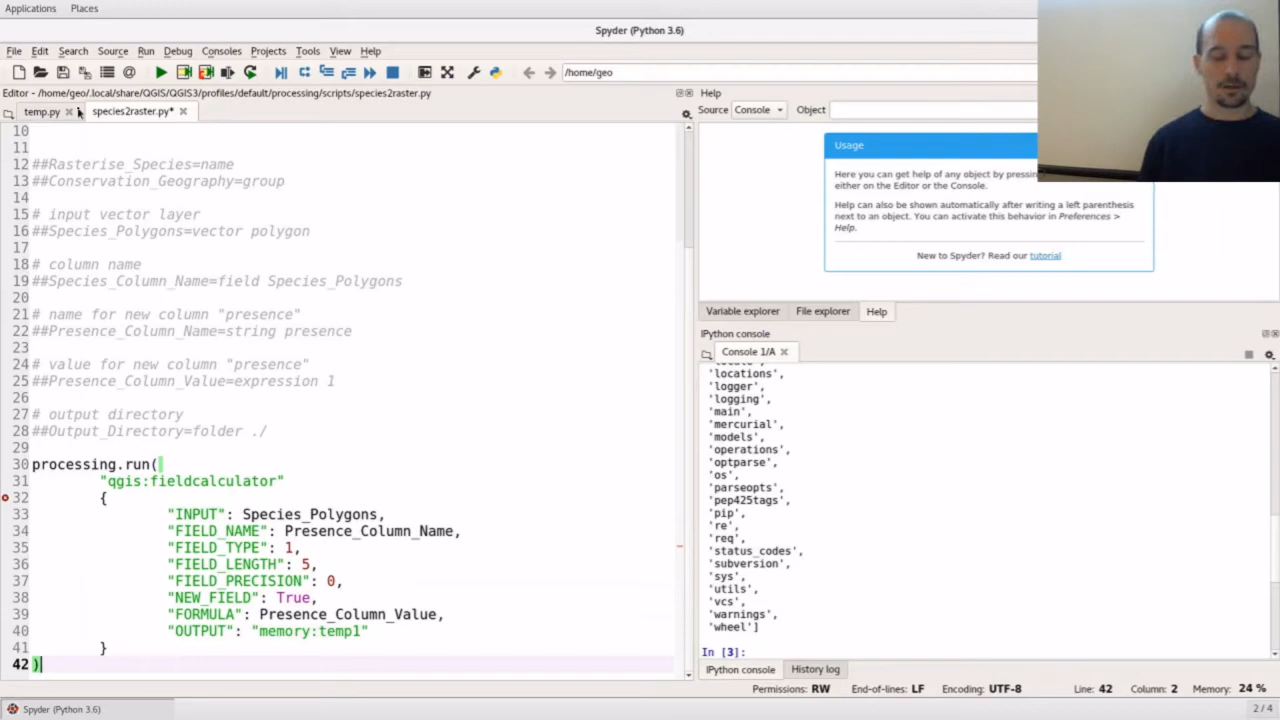 Applications Places
Spyder (Python 3.6)
File Edit Search Source Run Debug Consoles Projects Tools View Help
/home/geo
Editor - /home/geo/.local/share/QGIS/QGIS3/profiles/default/processing/scripts/species2raster.py
Help
temp.py species2raster.py*
Source Console Object
10
11
12 ##Rasterise_Species=name
13 ##Conservation_Geography=group
14
15 # input vector layer
16 ##Species_Polygons=vector polygon
17
18 # column name
19 ##Species_Column_Name=field Species_Polygons
20
21 # name for new column "presence"
22 ##Presence_Column_Name=string presence
23
24 # value for new column "presence"
25 ##Presence_Column_Value=expression 1
26
27 # output directory
28 ##Output_Directory=folder ./
29
30 processing.run(
31 "qgis:fieldcalculator"
32 {
33 "INPUT": Species_Polygons,
34 "FIELD_NAME": Presence_Column_Name,
35 "FIELD_TYPE": 1,
36 "FIELD_LENGTH": 5,
37 "FIELD_PRECISION": 0,
38 "NEW_FIELD": True,
39 "FORMULA": Presence_Column_Value,
40 "OUTPUT": "memory:temp1"
41 }
42 )
Usage
Here you can get help of any object by pressing
either on the Editor or the Console.
Help can also be shown automatically after writing a left parenthesis
next to an object. You can activate this behavior in Preferences >
Help.
New to Spyder? Read our tutorial
Variable explorer File explorer Help
IPython console
Console 1/A
'locations',
'logger',
'logging',
'main',
'mercurial',
'models',
'operations',
'optparse',
'os',
'parseopts',
'pep425tags',
'pip',
're',
'req',
'status_codes',
'subversion',
'sys',
'utils',
'vcs',
'warnings',
'wheel']
In [3]:
IPython console History log
Permissions: RW End-of-lines: LF Encoding: UTF-8 Line: 42 Column: 2 Memory: 24 %
Spyder (Python 3.6)
2 / 4